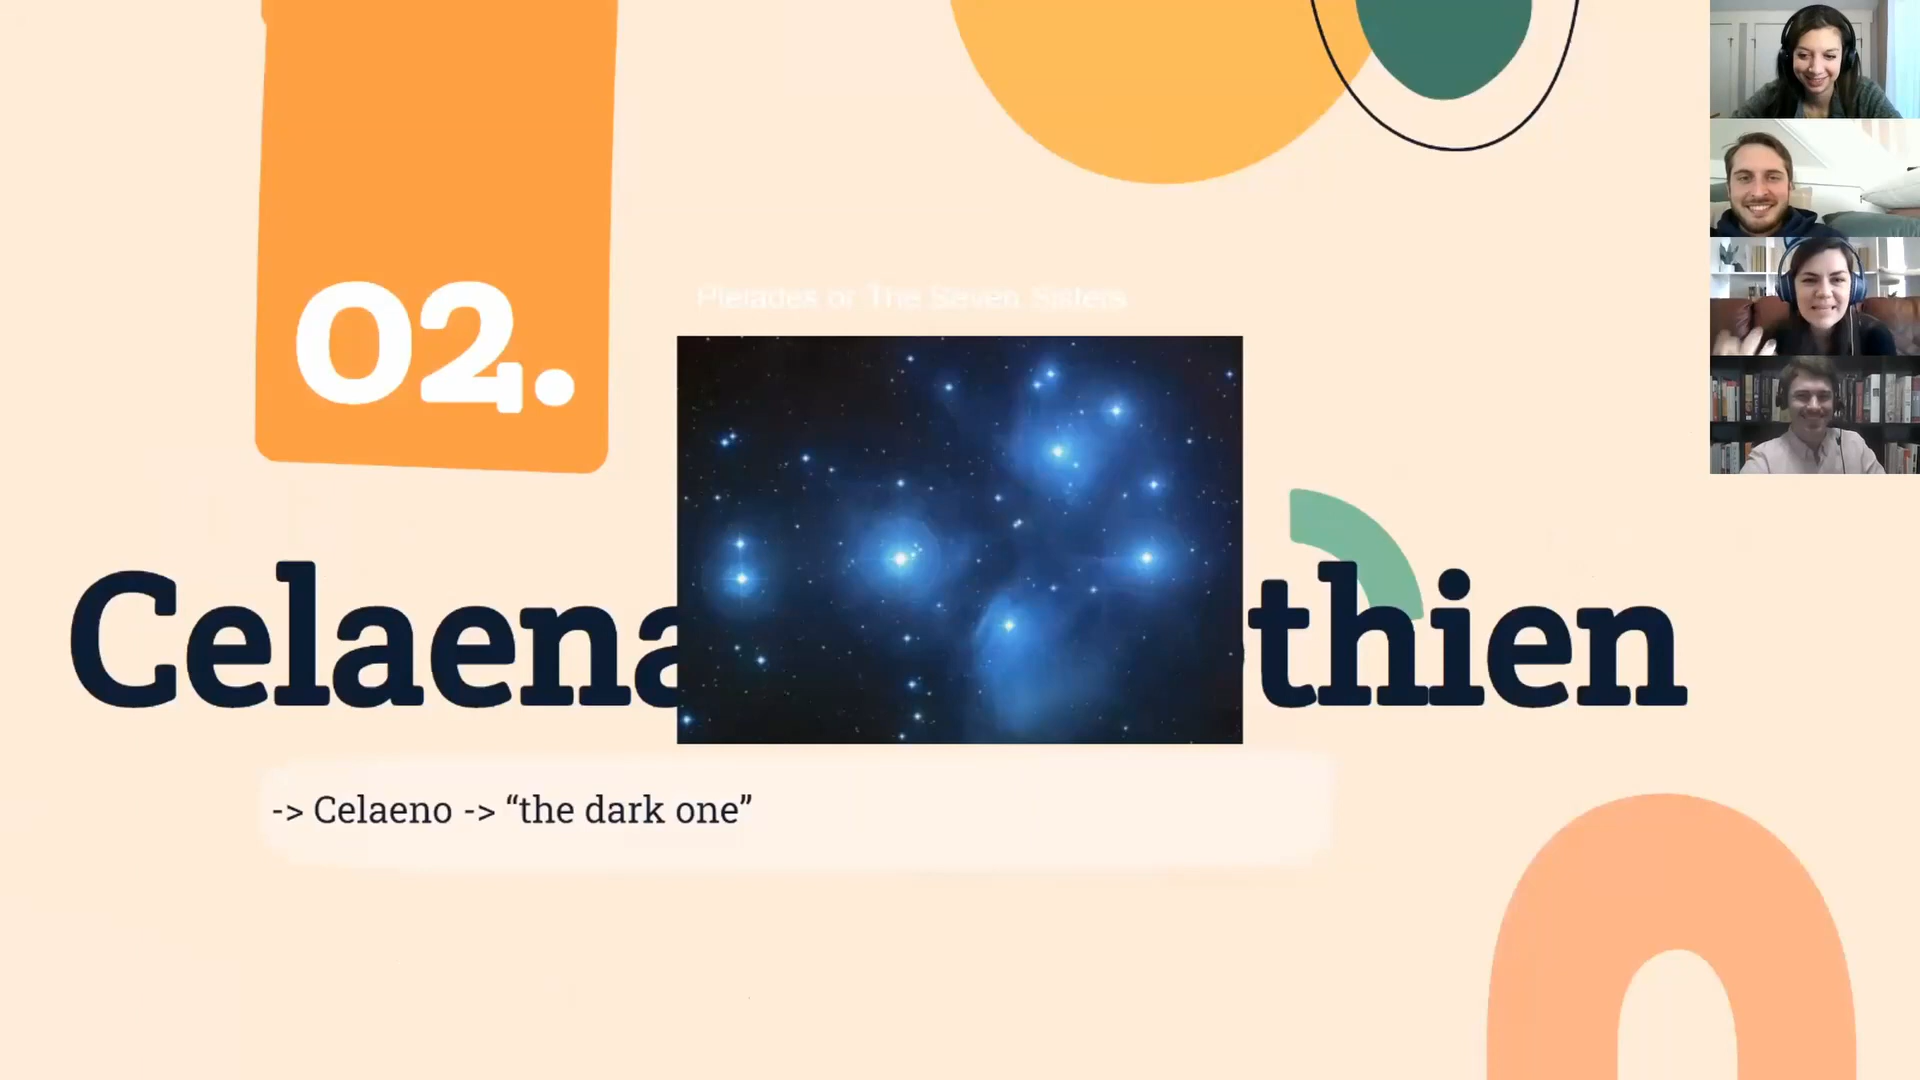 02.
Pleiades or The Seven Sisters
Celaena thien
-> Celaeno -> “the dark one”